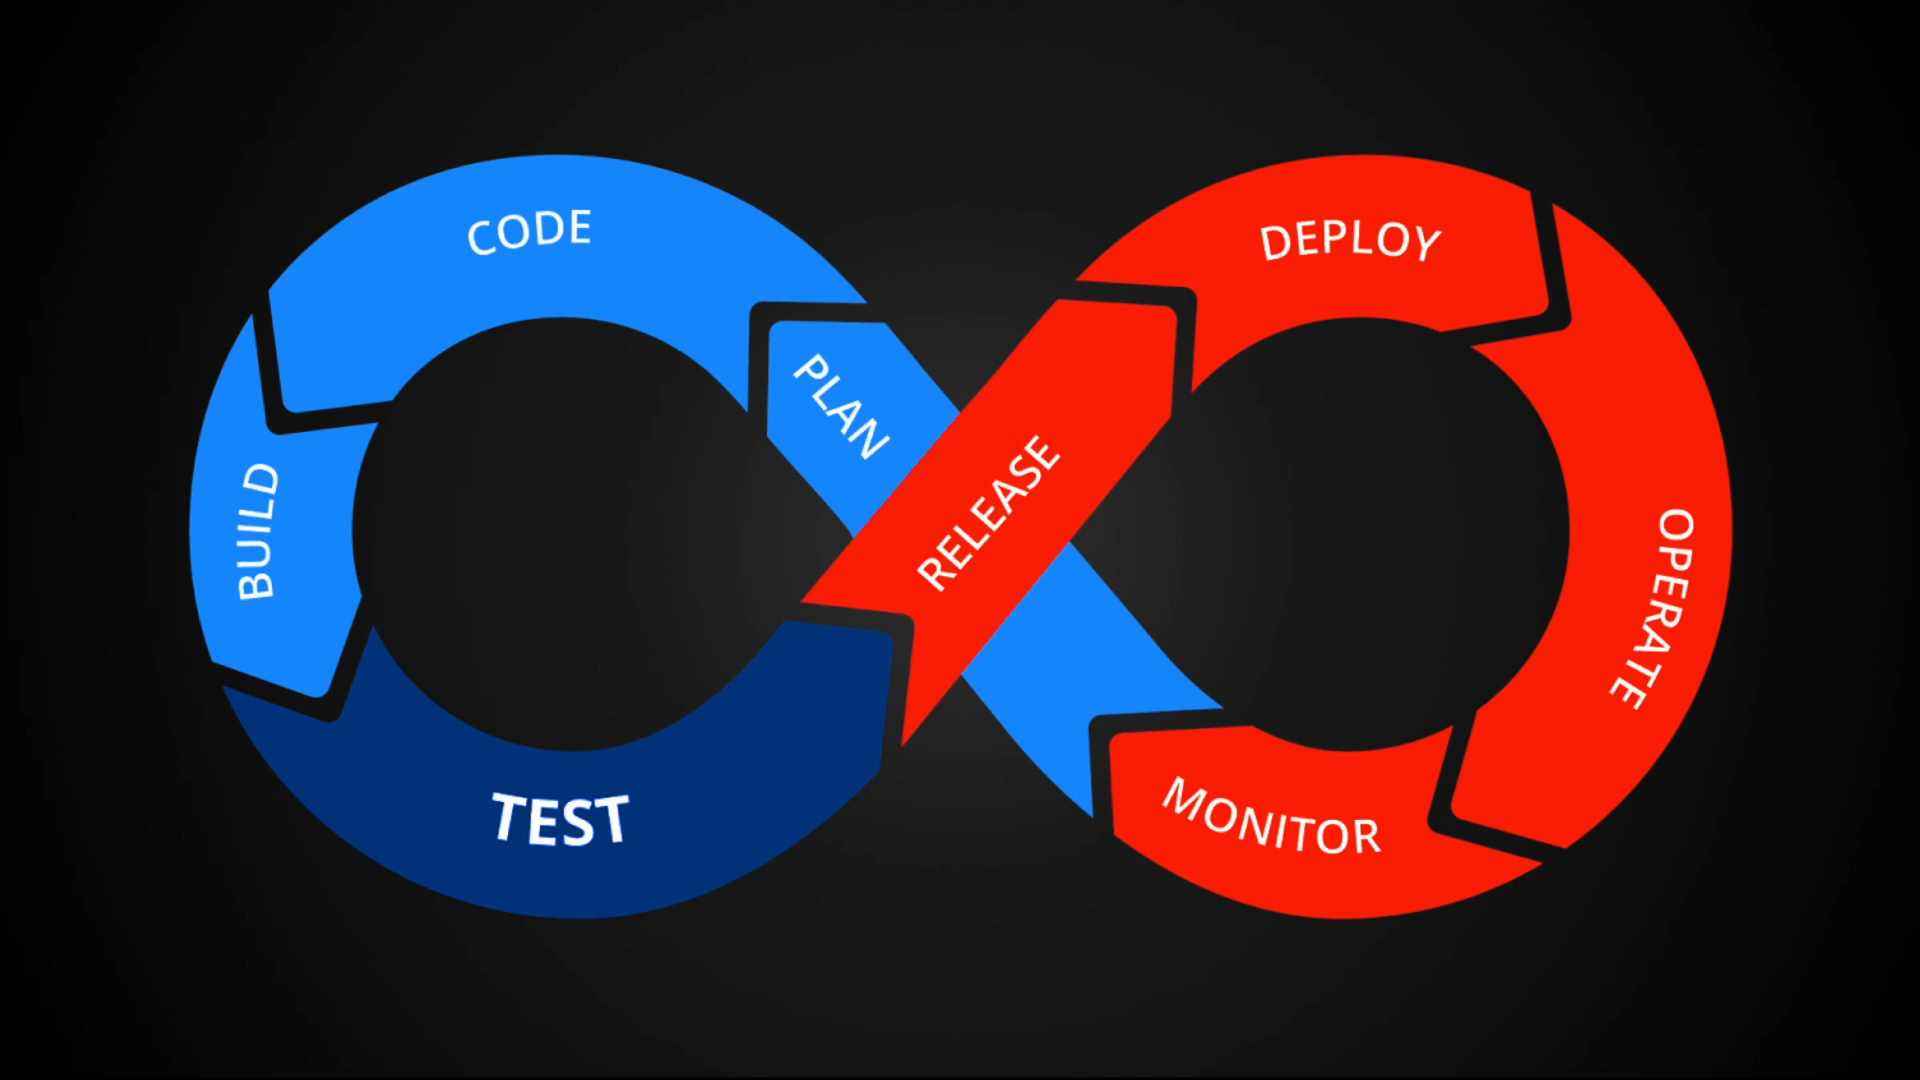 PLAN
CODE
BUILD
TEST
RELEASE
DEPLOY
OPERATE
MONITOR